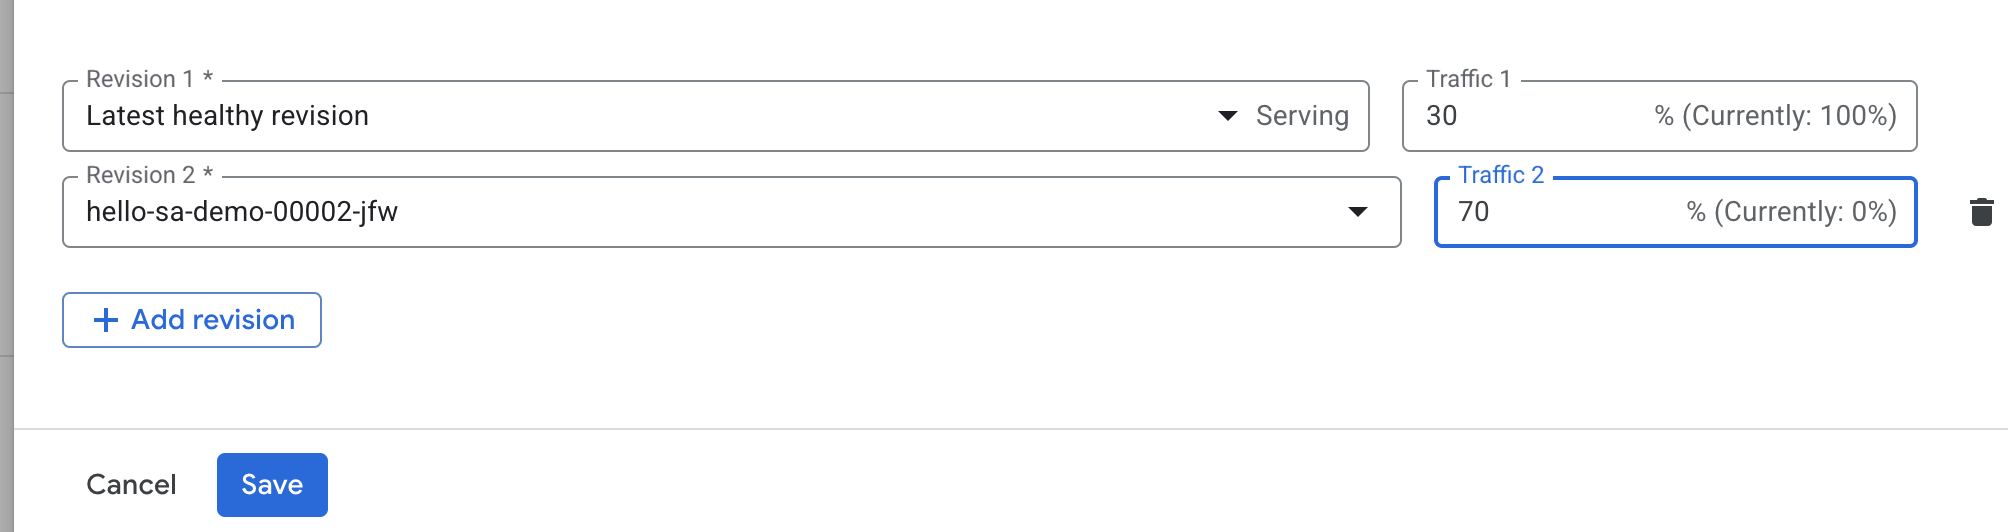 Revision 1 * Traffic 1
Latest healthy revision Serving 30 % (Currently: 100%)
Revision 2 * Traffic 2
hello-sa-demo-00002-jfw 70 % (Currently: 0%)
+ Add revision
Cancel Save